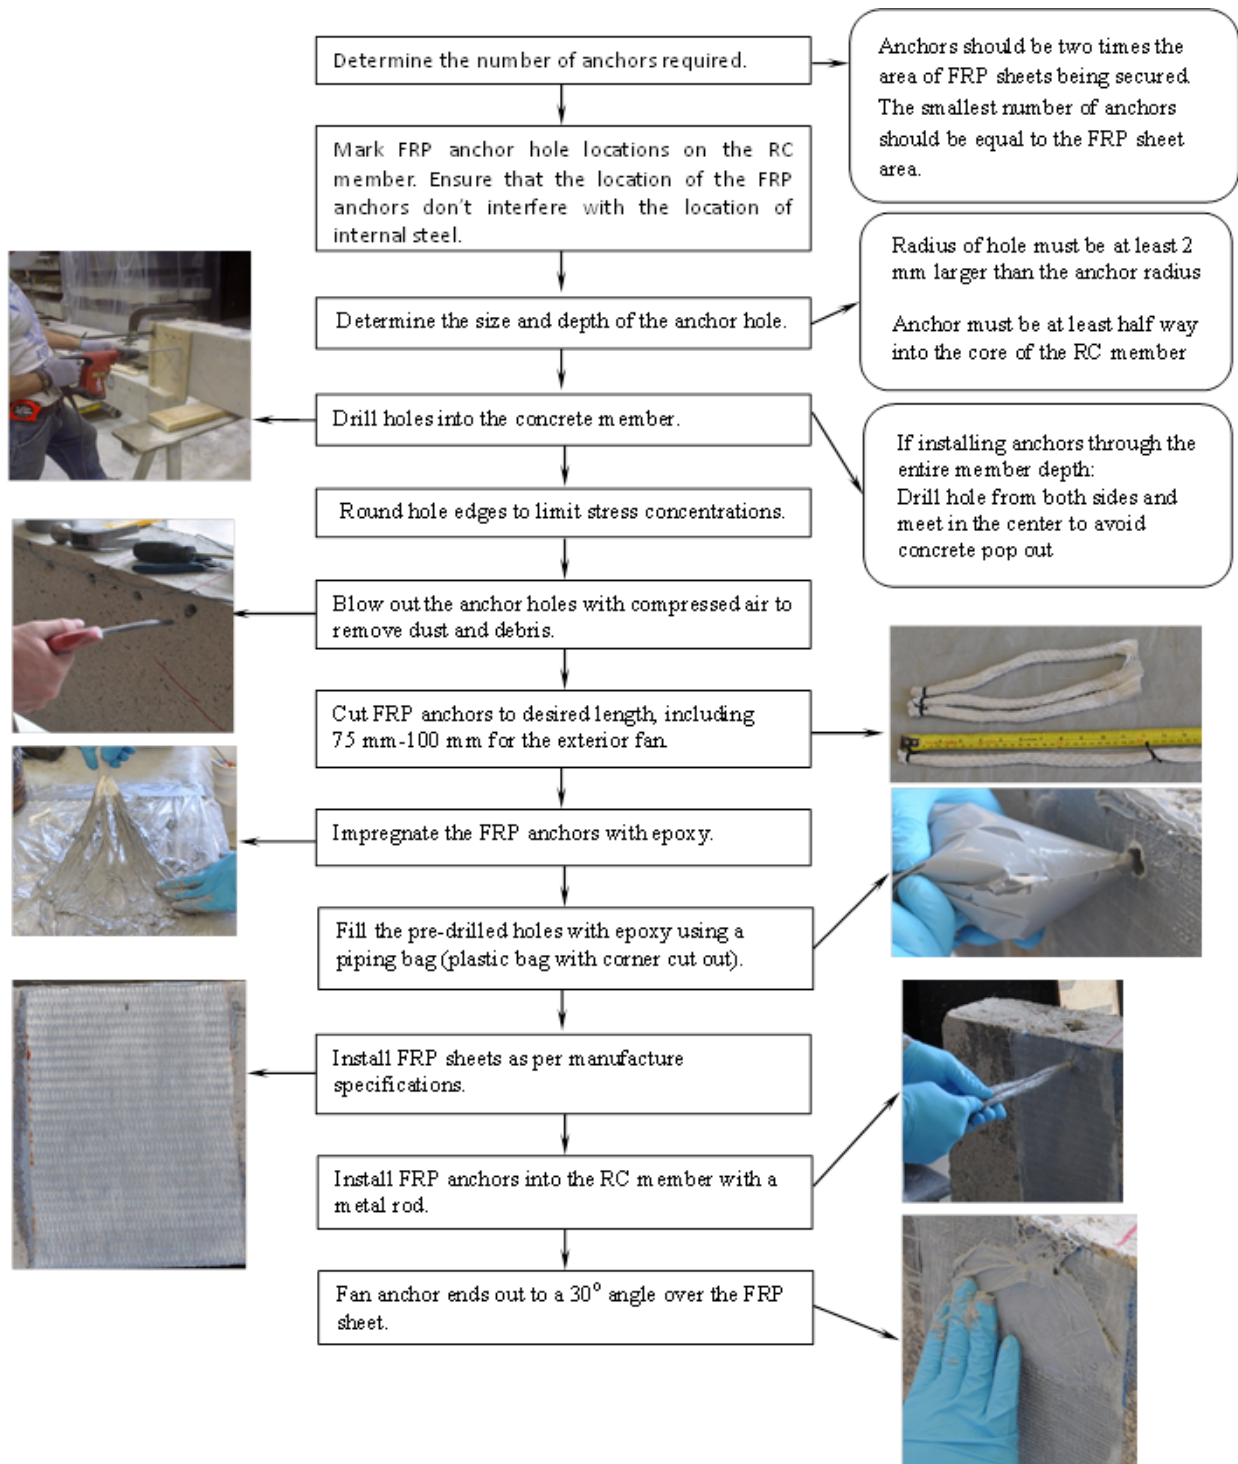 Determine the number of anchors required.
Anchors should be two times the
area of FRP sheets being secured.
The smallest number of anchors
should be equal to the FRP sheet
area.
Mark FRP anchor hole locations on the RC
member. Ensure that the location of the FRP
anchors don't interfere with the location of
internal steel.
Radius of hole must be at least 2
mm larger than the anchor radius
Anchor must be at least half way
into the core of the RC member
Determine the size and depth of the anchor hole.
Drill holes into the concrete member.
If installing anchors through the
entire member depth:
Drill hole from both sides and
meet in the center to avoid
concrete pop out
Round hole edges to limit stress concentrations.
Blow out the anchor holes with compressed air to
remove dust and debris.
Cut FRP anchors to desired length, including
75 mm-100 mm for the exterior fan.
Impregnate the FRP anchors with epoxy.
Fill the pre-drilled holes with epoxy using a
piping bag (plastic bag with corner cut out).
Install FRP sheets as per manufacture
specifications.
Install FRP anchors into the RC member with a
metal rod.
Fan anchor ends out to a 30° angle over the FRP
sheet.